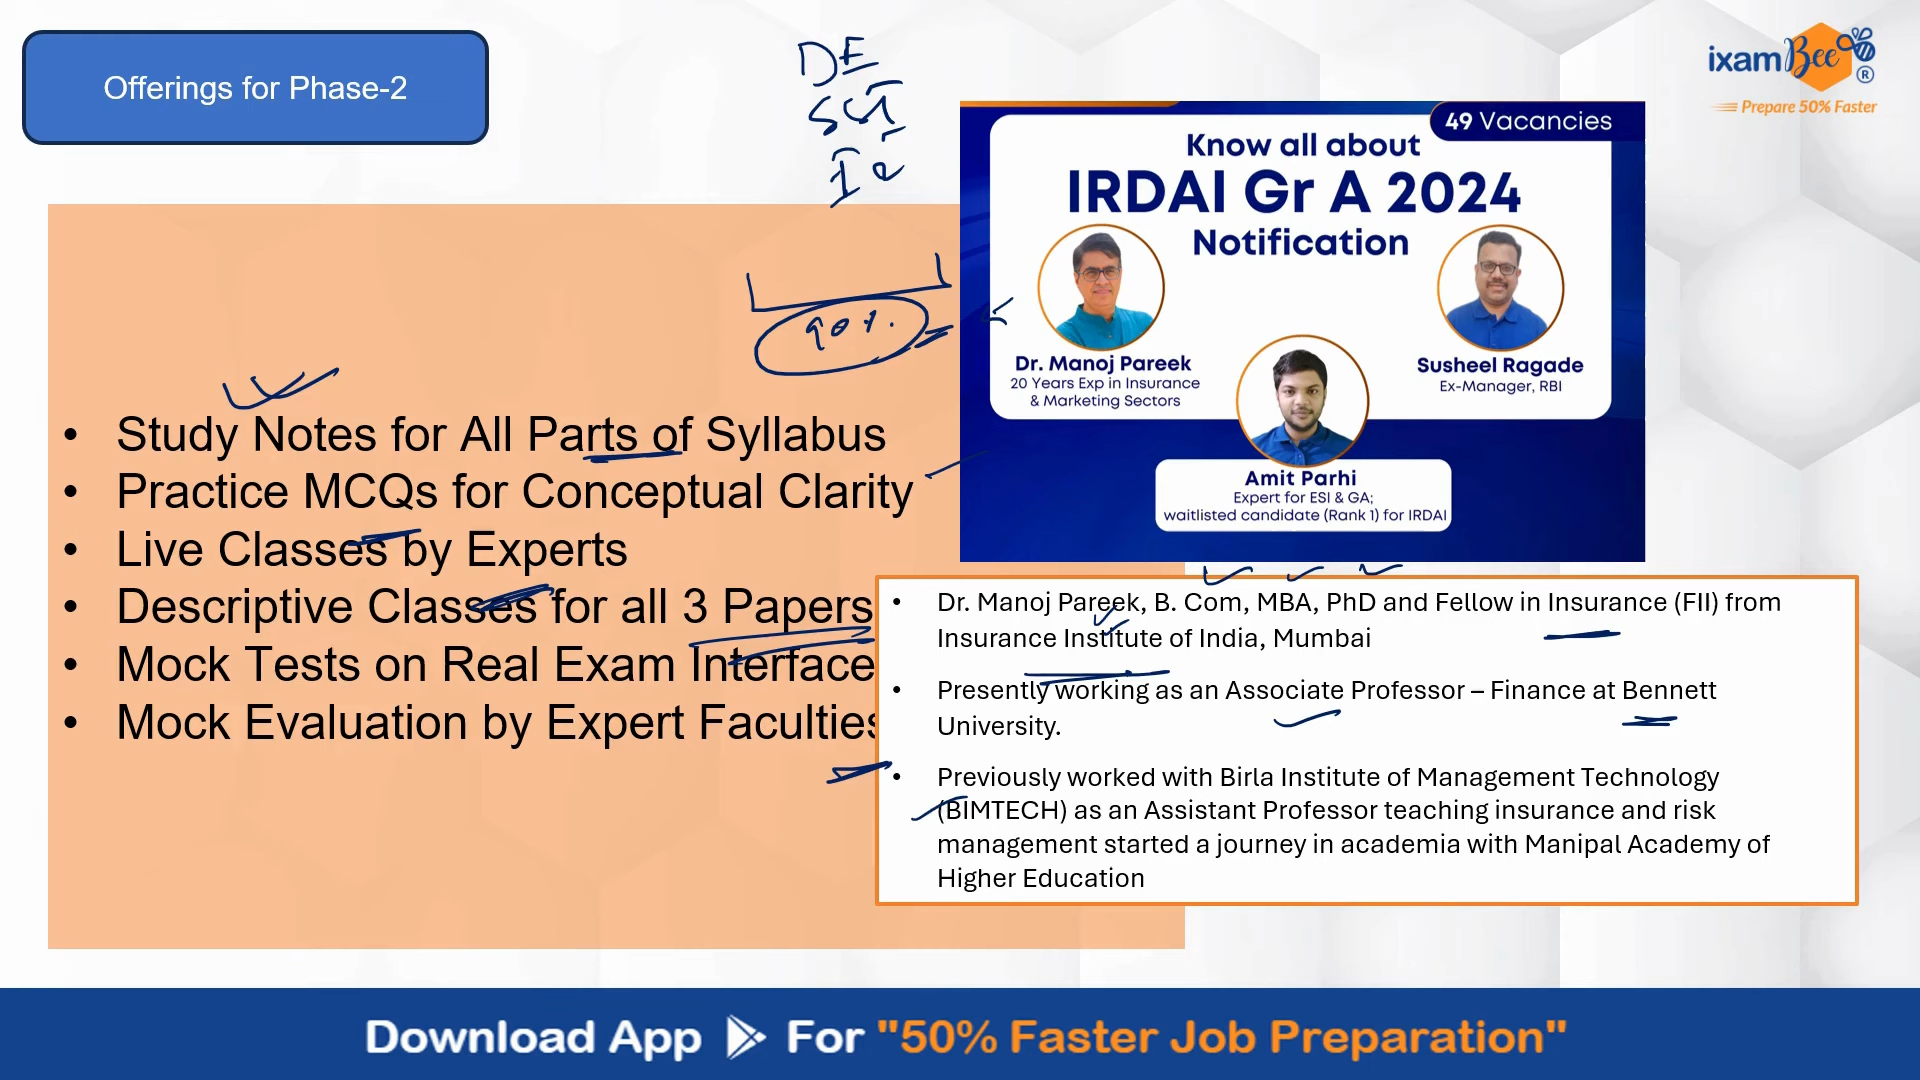 Offerings for Phase-2
DE
ixamBee
®
Prepare 50% Faster
49 Vacancies
Know all about
IRDAI Gr A 2024
Notification
90%.
Dr. Manoj Pareek
20 Years Exp in Insurance
& Marketing Sectors
Susheel Ragade
Ex-Manager, RBI
Amit Parhi
Expert for ESI & GA;
waitlisted candidate (Rank 1) for IRDAI
• Study Notes for All Parts of Syllabus
• Practice MCQs for Conceptual Clarity
• Live Classes by Experts
• Descriptive Classes for all 3 Papers
• Mock Tests on Real Exam Interface
• Mock Evaluation by Expert Faculties
• Dr. Manoj Pareek, B. Com, MBA, PhD and Fellow in Insurance (FII) from
Insurance Institute of India, Mumbai
• Presently working as an Associate Professor – Finance at Bennett
University.
• Previously worked with Birla Institute of Management Technology
(BIMTECH) as an Assistant Professor teaching insurance and risk
management started a journey in academia with Manipal Academy of
Higher Education
Download App For "50% Faster Job Preparation"